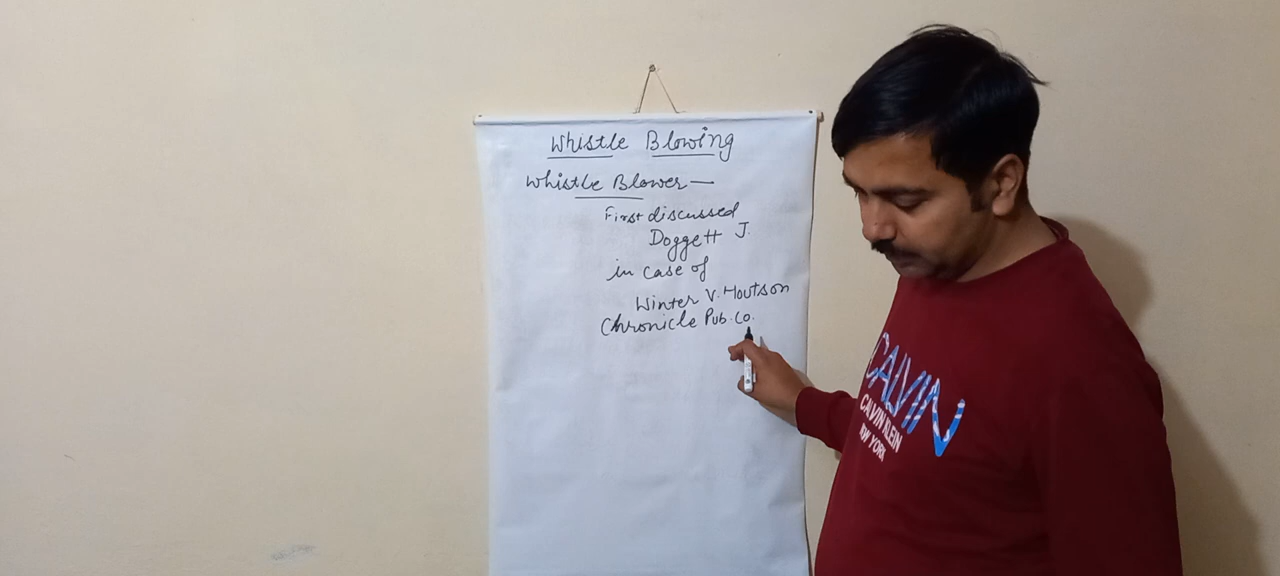 Whistle Blowing
Whistle Blower —
First discussed
Doggett J.
in case of
Winter V. Houtson
Chronicle Pub. Co.
CALVIN
CALVIN KLEIN
NEW YORK